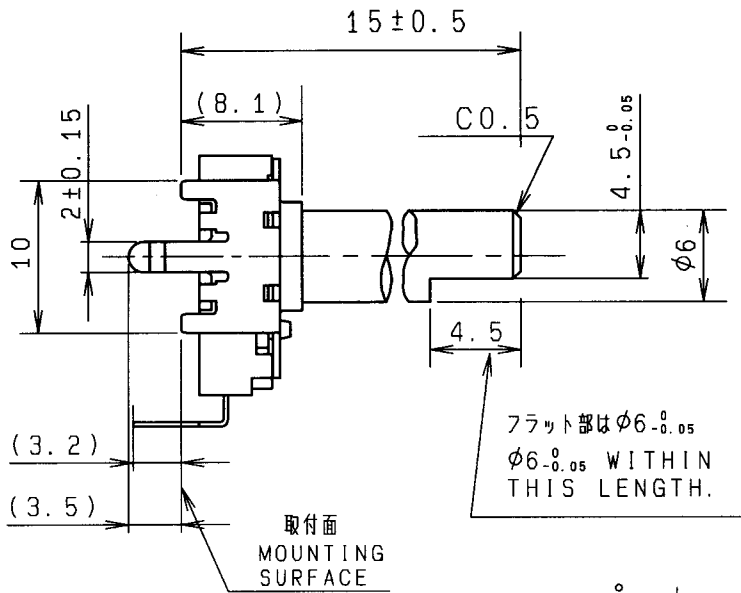 15±0.5
(8.1)
C0.5
2±0.15
4.5 0 -0.05
10
φ6
4.5
フラット部はφ6 0 -0.05
φ6 0 -0.05 WITHIN
THIS LENGTH.
(3.2)
(3.5)
取付面
MOUNTING
SURFACE